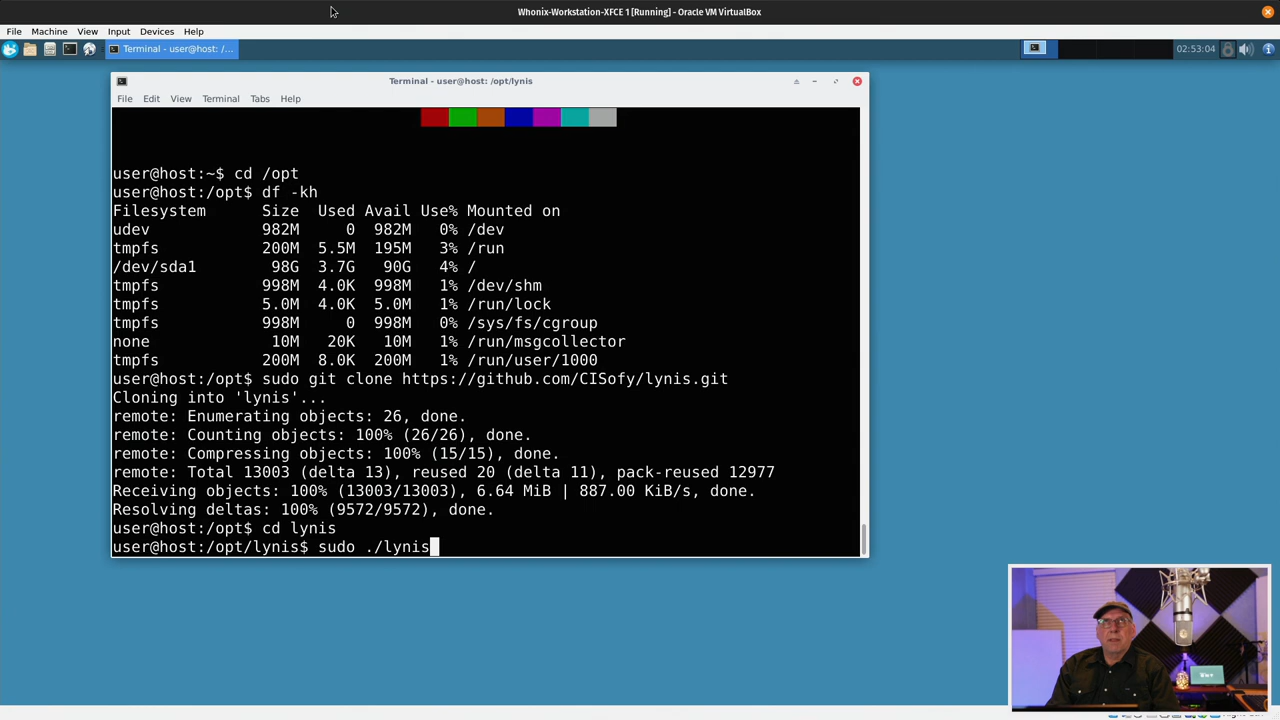 Whonix-Workstation-XFCE 1 [Running] - Oracle VM VirtualBox
File Machine View Input Devices Help
Terminal - user@host: /... 02:53:04
Terminal - user@host: /opt/lynis
File Edit View Terminal Tabs Help
user@host:~$ cd /opt
user@host:/opt$ df -kh
Filesystem Size Used Avail Use% Mounted on
udev 982M 0 982M 0% /dev
tmpfs 200M 5.5M 195M 3% /run
/dev/sda1 98G 3.7G 90G 4% /
tmpfs 998M 4.0K 998M 1% /dev/shm
tmpfs 5.0M 4.0K 5.0M 1% /run/lock
tmpfs 998M 0 998M 0% /sys/fs/cgroup
none 10M 20K 10M 1% /run/msgcollector
tmpfs 200M 8.0K 200M 1% /run/user/1000
user@host:/opt$ sudo git clone https://github.com/CISofy/lynis.git
Cloning into 'lynis'...
remote: Enumerating objects: 26, done.
remote: Counting objects: 100% (26/26), done.
remote: Compressing objects: 100% (15/15), done.
remote: Total 13003 (delta 13), reused 20 (delta 11), pack-reused 12977
Receiving objects: 100% (13003/13003), 6.64 MiB | 887.00 KiB/s, done.
Resolving deltas: 100% (9572/9572), done.
user@host:/opt$ cd lynis
user@host:/opt/lynis$ sudo ./lynis